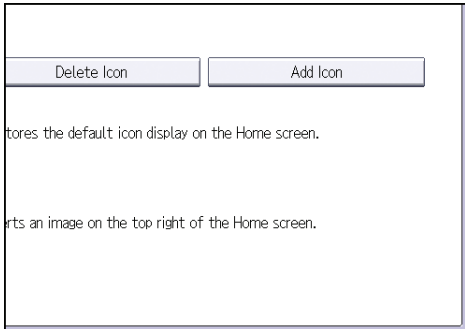 Delete Icon Add Icon
tores the default icon display on the Home screen.
rts an image on the top right of the Home screen.